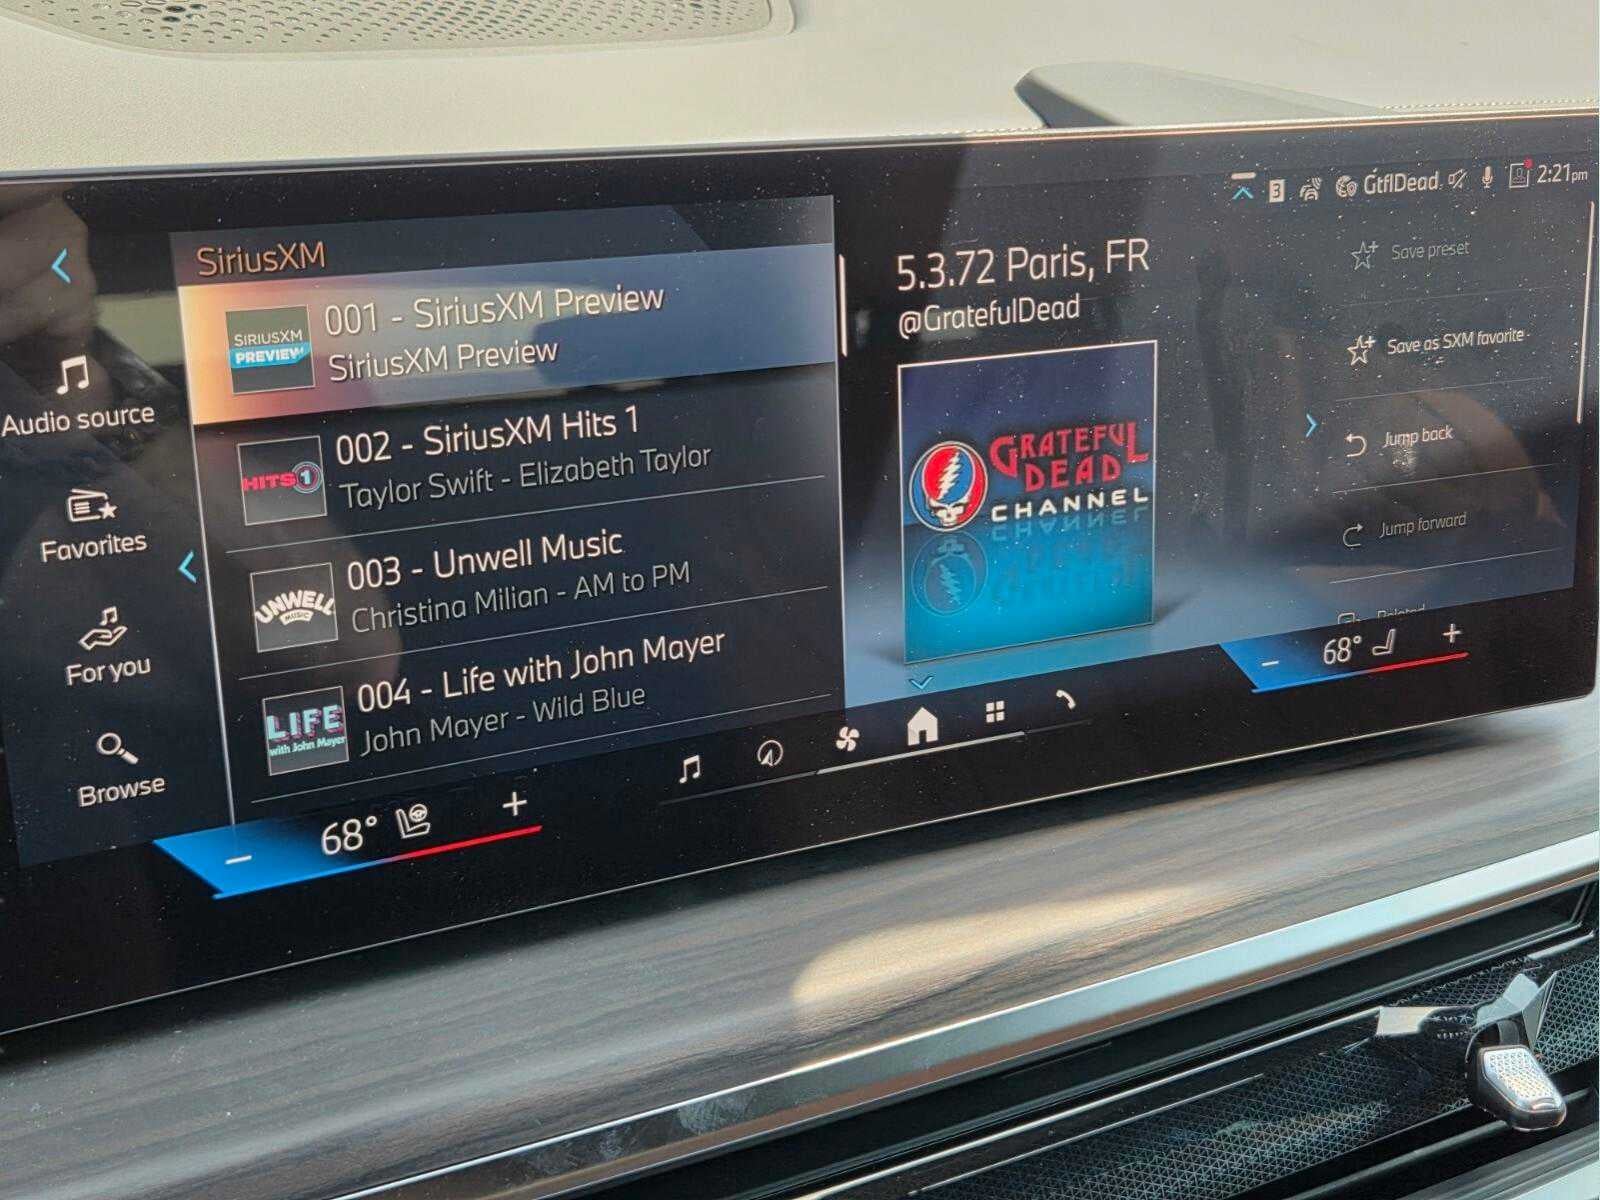 GtflDead.
2:21pm
SiriusXM
Audio source
Favorites
For you
Browse
SIRIUSXM
PREVIEW
001 - SiriusXM Preview
SiriusXM Preview
HITS 1
002 - SiriusXM Hits 1
Taylor Swift - Elizabeth Taylor
UNWELL
MUSIC
003 - Unwell Music
Christina Milian - AM to PM
LIFE
with John Mayer
004 - Life with John Mayer
John Mayer - Wild Blue
5.3.72 Paris, FR
@GratefulDead
GRATEFUL
DEAD
CHANNEL
Save preset
Save as SXM favorite
Jump back
Jump forward
- 68° +
- 68° +